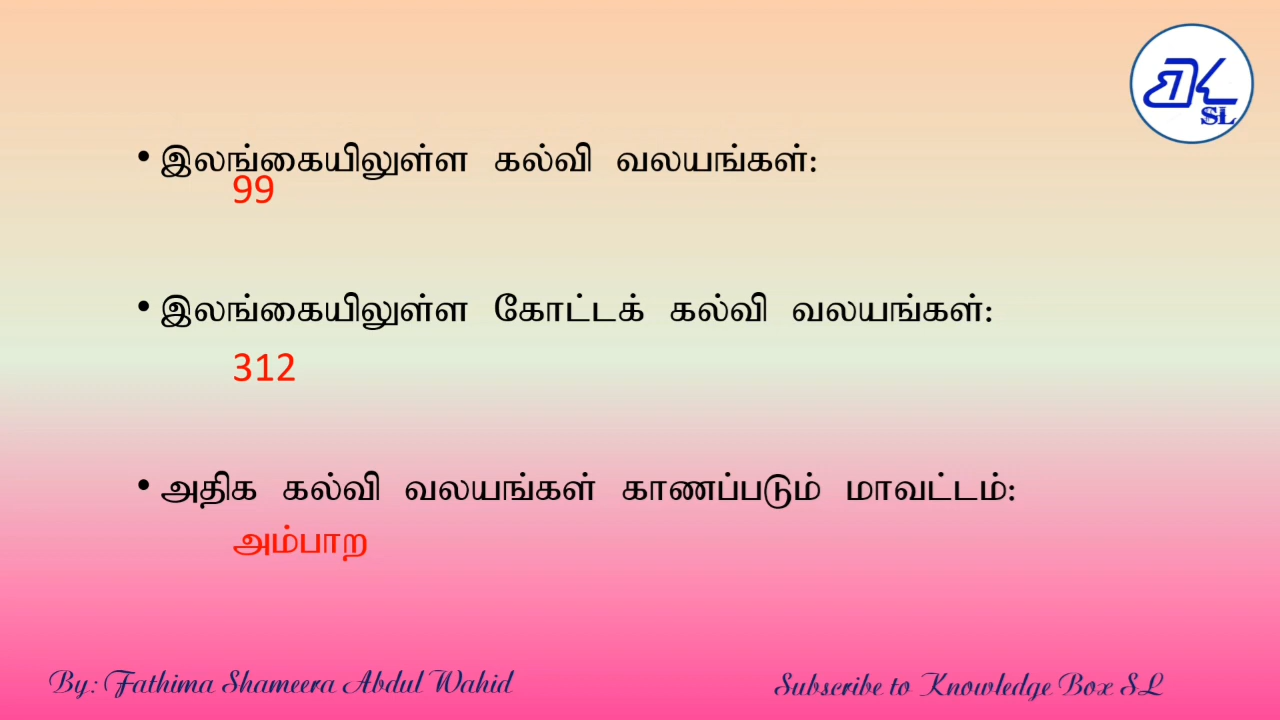 SL
• இலங்கையிலுள்ள கல்வி வலயங்கள்:
99
• இலங்கையிலுள்ள கோட்டக் கல்வி வலயங்கள்:
312
• அதிக கல்வி வலயங்கள் காணப்படும் மாவட்டம்:
அம்பாற
By: Fathima Shameera Abdul Wahid
Subscribe to Knowledge Box SL